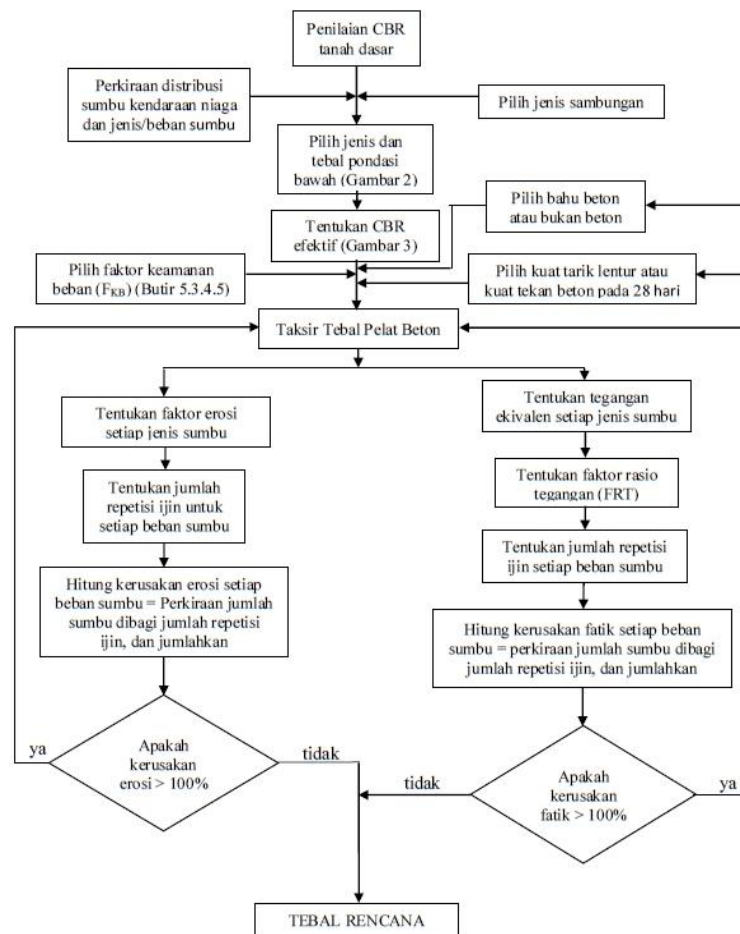 Penilaian CBR
tanah dasar
Perkiraan distribusi
sumbu kendaraan niaga
dan jenis/beban sumbu
Pilih jenis sambungan
Pilih jenis dan
tebal pondasi
bawah (Gambar 2)
Pilih bahu beton
atau bukan beton
Tentukan CBR
efektif (Gambar 3)
Pilih faktor keamanan
beban (FKB) (Butir 5.3.4.5)
Pilih kuat tarik lentur atau
kuat tekan beton pada 28 hari
Taksir Tebal Pelat Beton
Tentukan faktor erosi
setiap jenis sumbu
Tentukan tegangan
ekivalen setiap jenis sumbu
Tentukan jumlah
repetisi ijin untuk
setiap beban sumbu
Tentukan faktor rasio
tegangan (FRT)
Tentukan jumlah repetisi
ijin setiap beban sumbu
Hitung kerusakan erosi setiap
beban sumbu = Perkiraan jumlah
sumbu dibagi jumlah repetisi
ijin, dan jumlahkan
Hitung kerusakan fatik setiap beban
sumbu = perkiraan jumlah sumbu dibagi
jumlah repetisi ijin, dan jumlahkan
ya
Apakah
kerusakan
erosi > 100%
tidak
tidak
Apakah
kerusakan
fatik > 100%
ya
TEBAL RENCANA